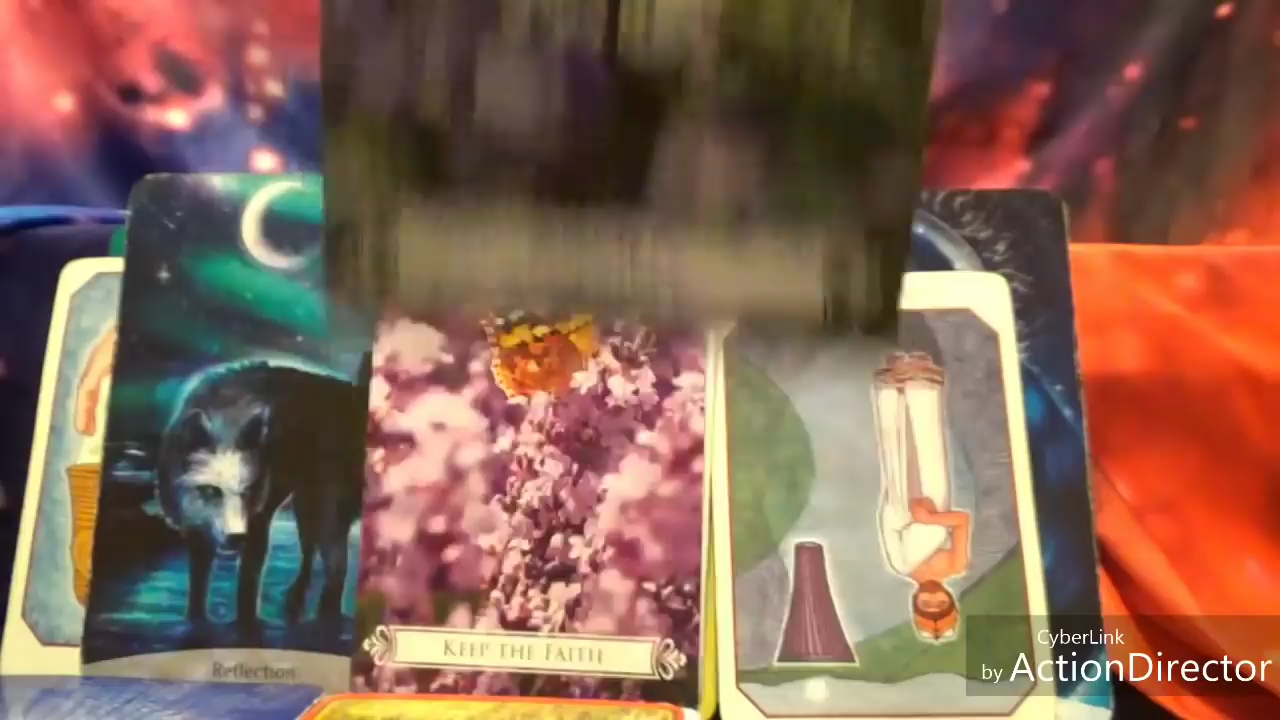 KEEP THE FAITH
Reflection
CyberLink
by ActionDirector